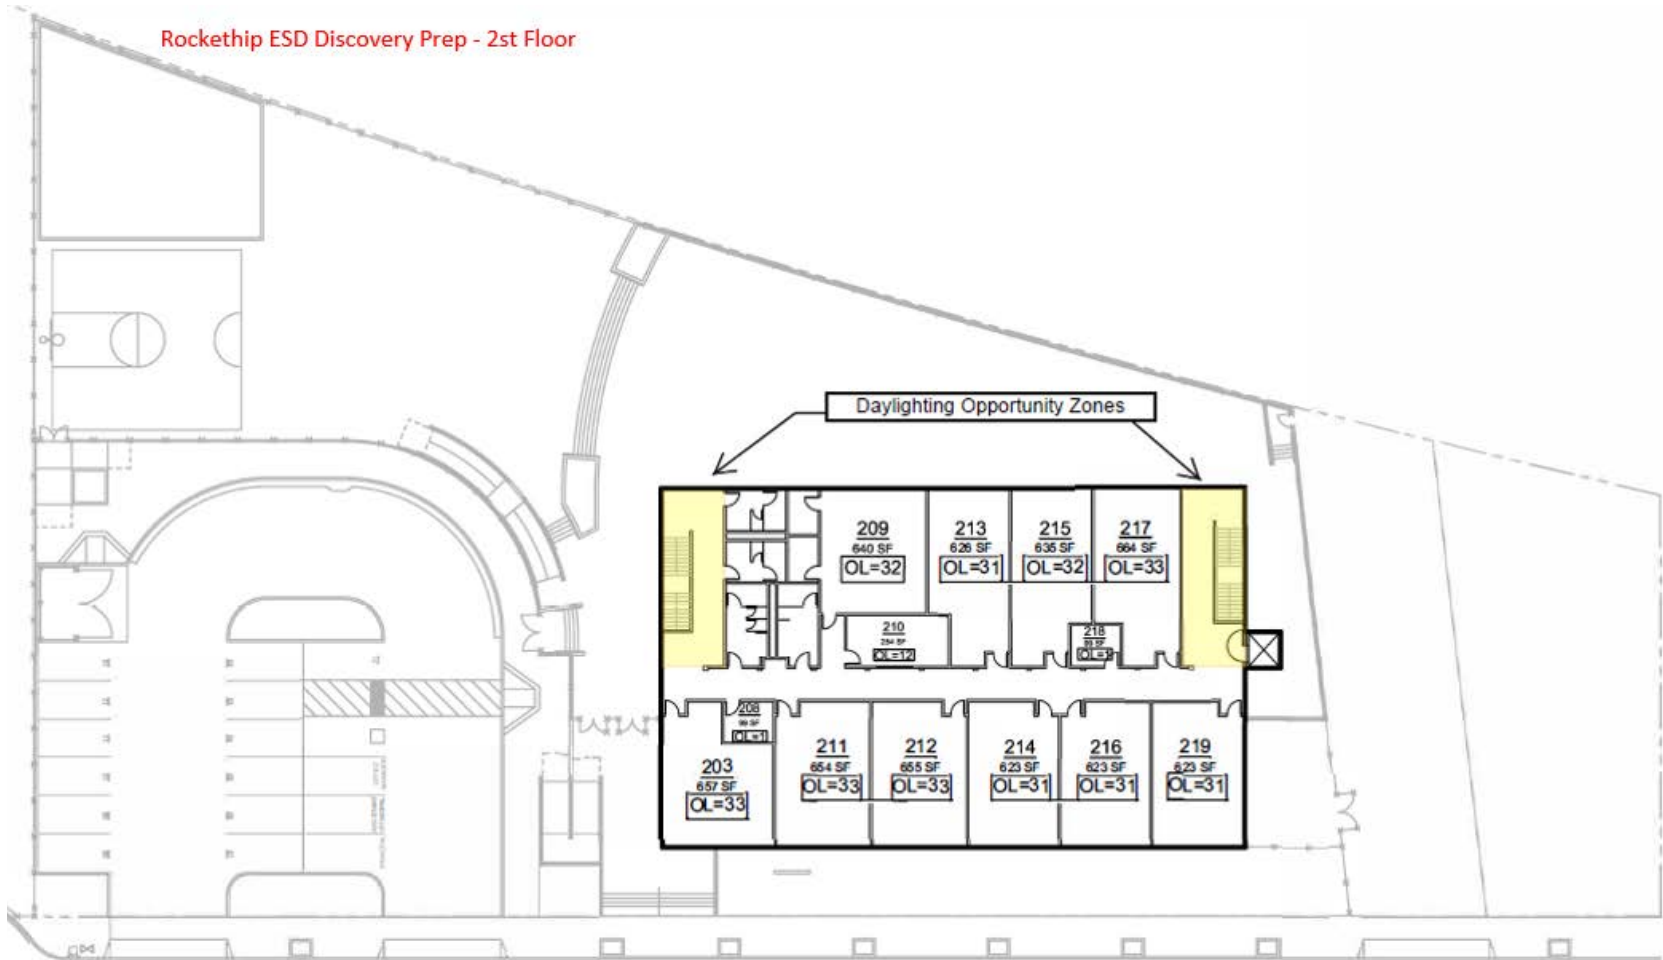 Rockethip ESD Discovery Prep - 2st Floor
Daylighting Opportunity Zones
209
640 SF
OL=32
213
626 SF
OL=31
215
635 SF
OL=32
217
664 SF
OL=33
210
OL=12
218
208
OL=1
203
657 SF
OL=33
211
654 SF
OL=33
212
655 SF
OL=33
214
623 SF
OL=31
216
623 SF
OL=31
219
623 SF
OL=31